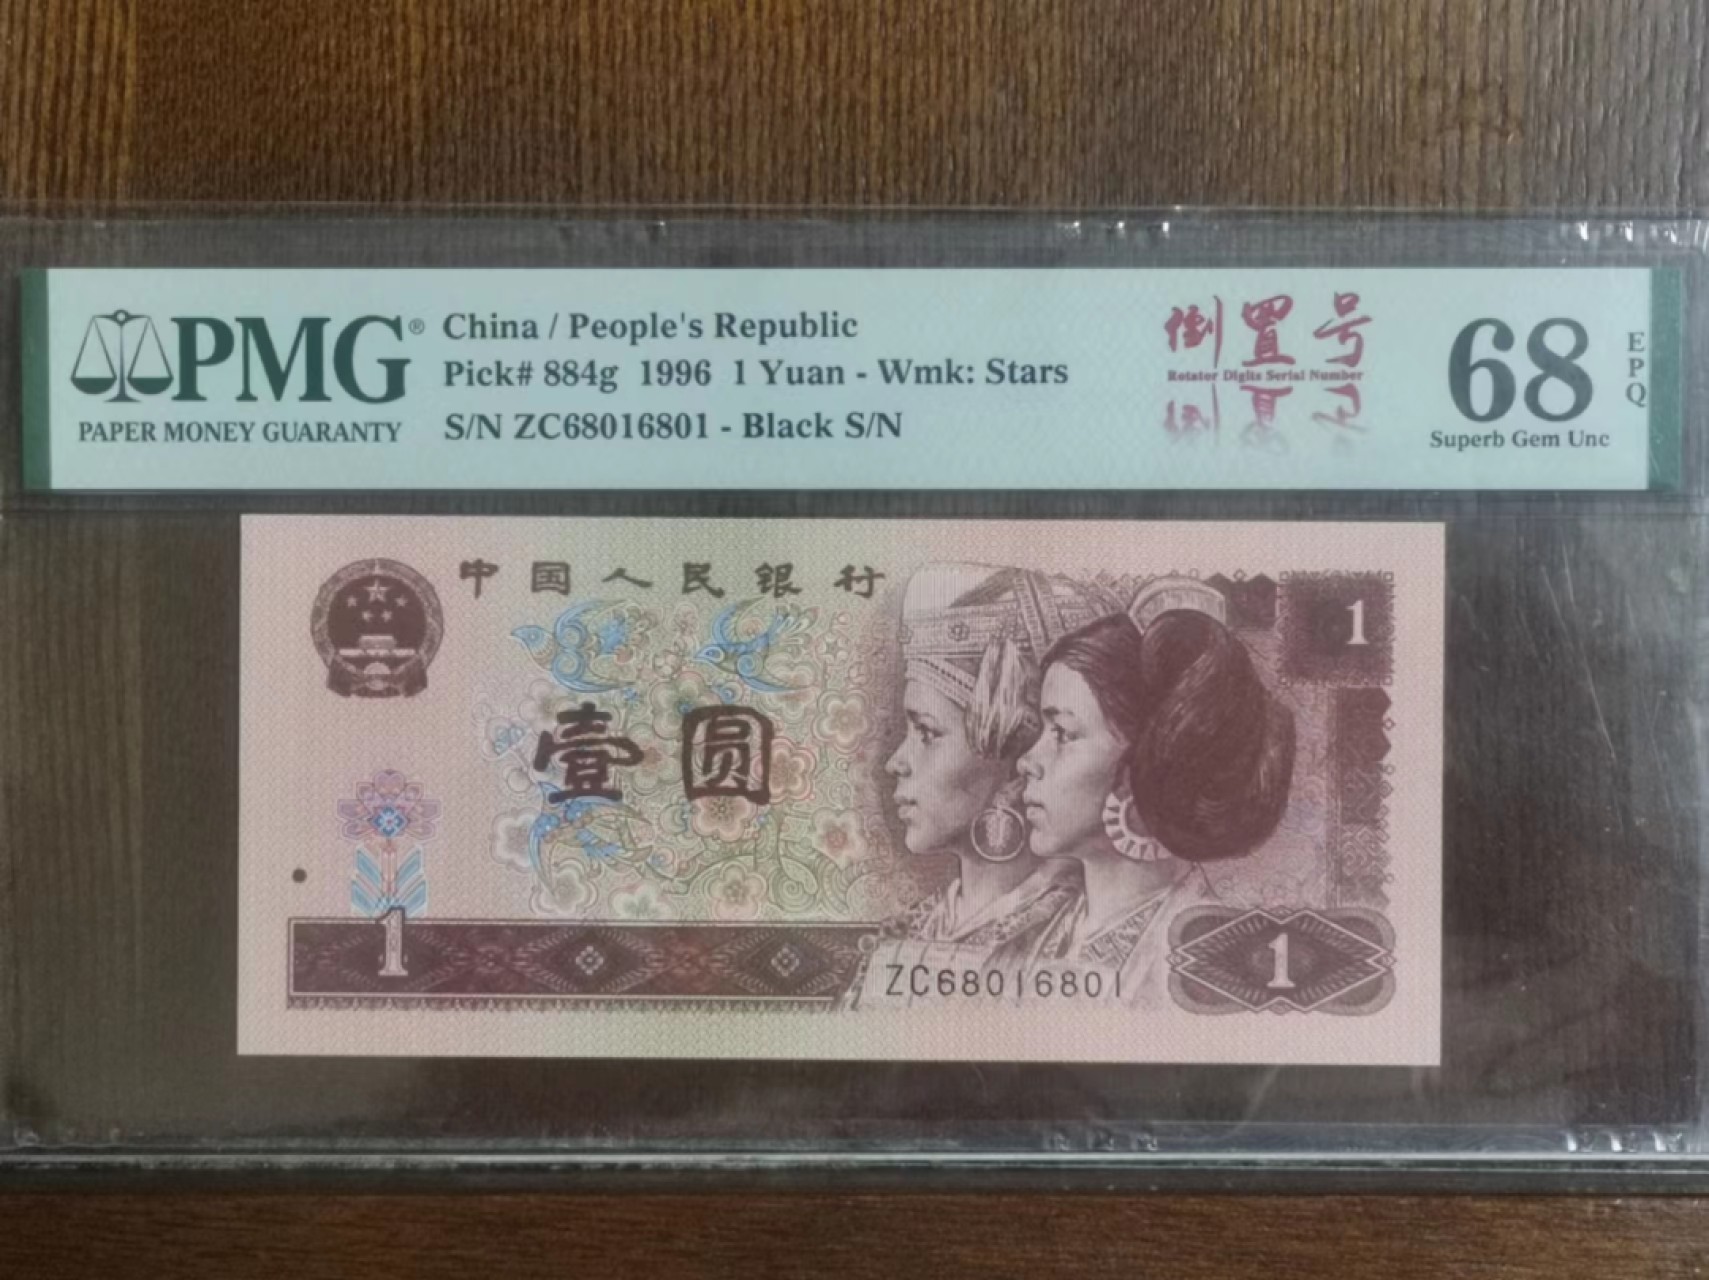 PMG®
PAPER MONEY GUARANTY
China / People's Republic
Pick# 884g 1996 1 Yuan - Wmk: Stars
S/N ZC68016801 - Black S/N
倒置号
Rotator Digits Serial Number
68
EPQ
Superb Gem Unc
中国人民银行
1
壹圆
1
1
ZC68016801